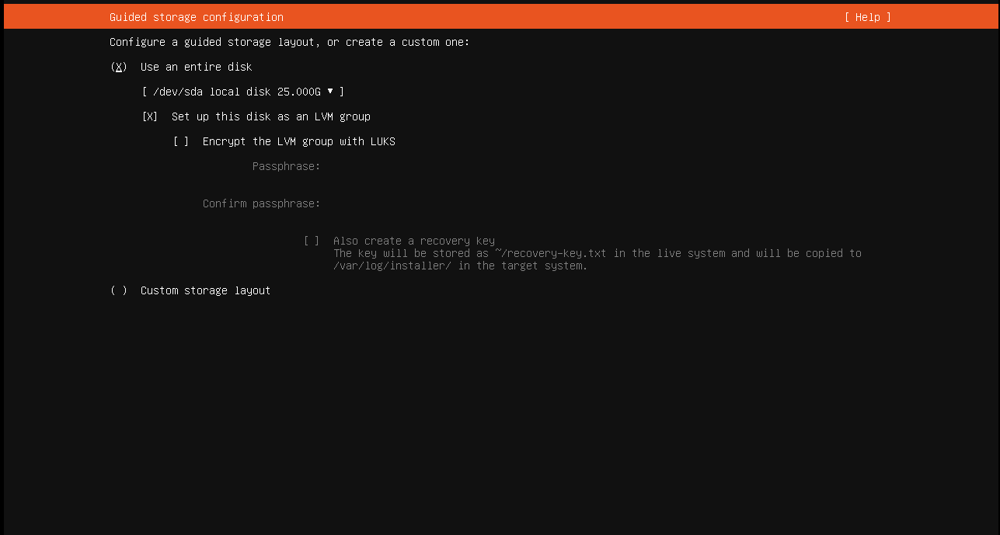 Guided storage configuration [ Help ]
Configure a guided storage layout, or create a custom one:
(X) Use an entire disk
[ /dev/sda local disk 25.000G ▾ ]
[X] Set up this disk as an LVM group
[ ] Encrypt the LVM group with LUKS
Passphrase:
Confirm passphrase:
[ ] Also create a recovery key
The key will be stored as ~/recovery-key.txt in the live system and will be copied to
/var/log/installer/ in the target system.
( ) Custom storage layout